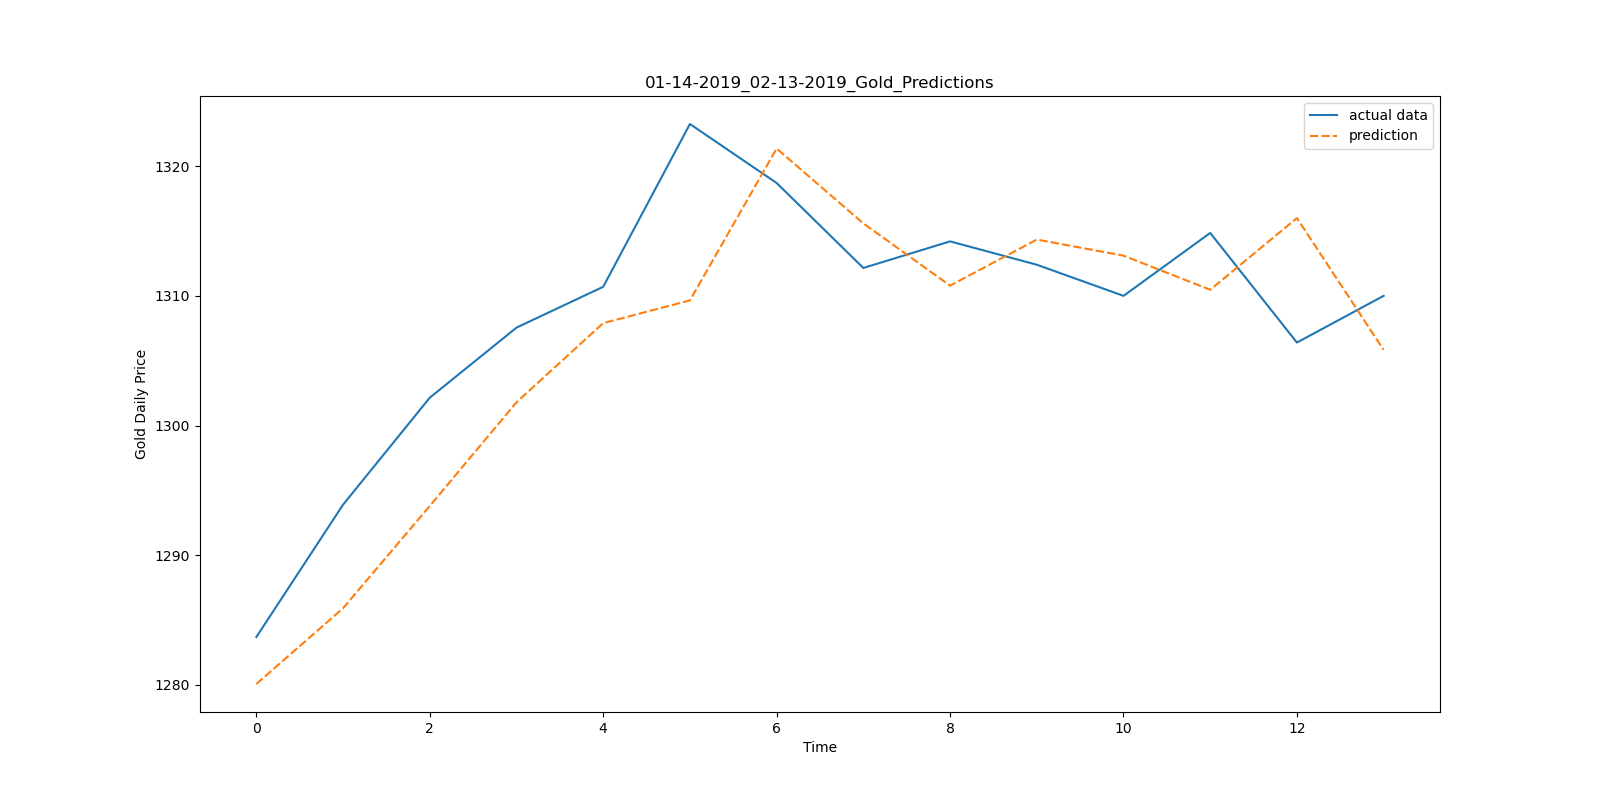 01-14-2019_02-13-2019_Gold_Predictions
actual data
prediction
1320
1310
1300
1290
1280
Gold Daily Price
0 2 4 6 8 10 12
Time